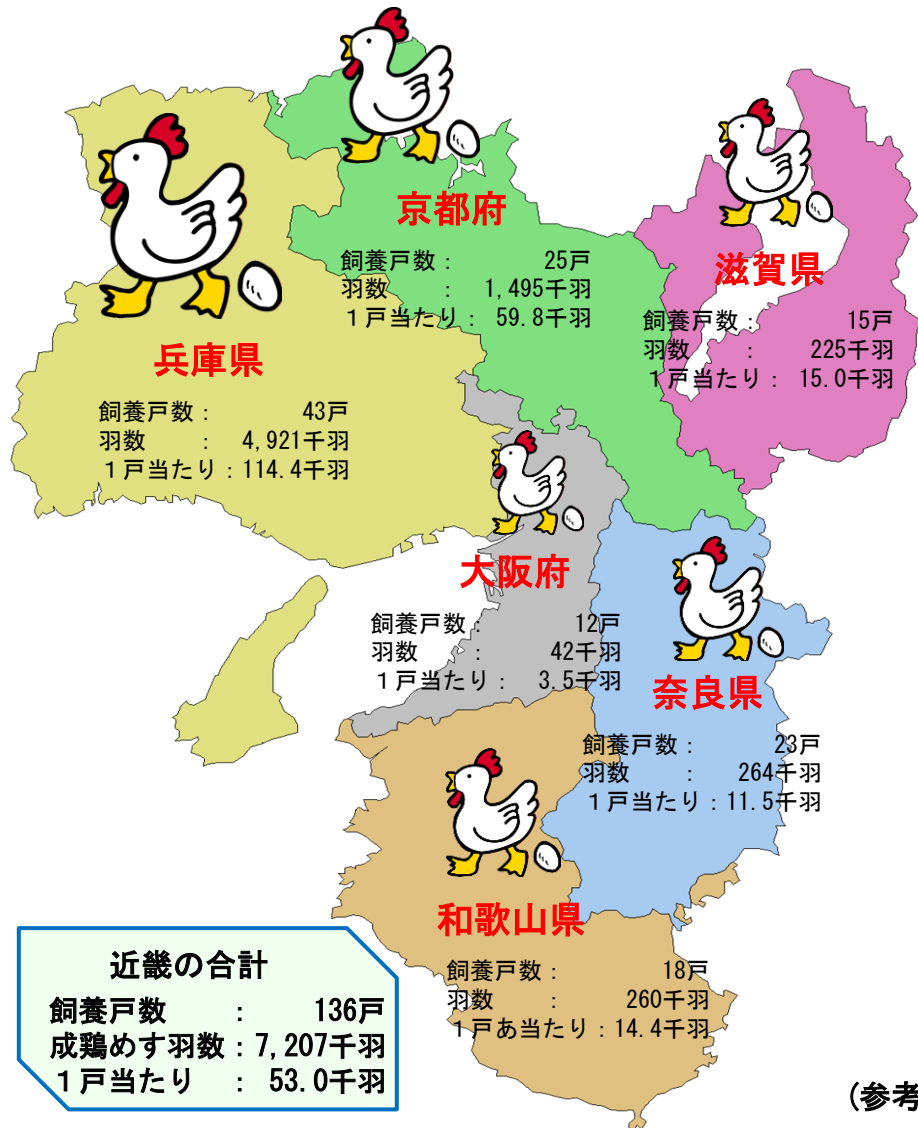 京都府
飼養戸数： 25戸
羽数 ： 1,495千羽
１戸当たり： 59.8千羽
滋賀県
飼養戸数： 15戸
羽数 ： 225千羽
１戸当たり： 15.0千羽
兵庫県
飼養戸数： 43戸
羽数 ： 4,921千羽
１戸当たり：114.4千羽
大阪府
飼養戸数： 12戸
羽数 ： 42千羽
１戸当たり： 3.5千羽
奈良県
飼養戸数： 23戸
羽数 ： 264千羽
１戸当たり：11.5千羽
和歌山県
飼養戸数： 18戸
羽数 ： 260千羽
１戸あ当たり：14.4千羽
近畿の合計
飼養戸数 ： 136戸
成鶏めす羽数：7,207千羽
１戸当たり ： 53.0千羽
(参考